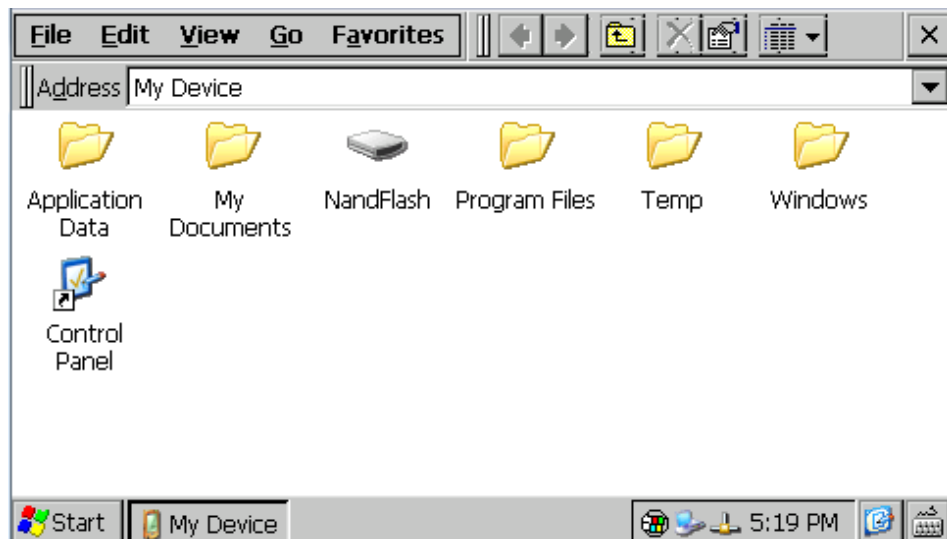 File Edit View Go Favorites
Address My Device
Application Data
My Documents
NandFlash
Program Files
Temp
Windows
Control Panel
Start My Device 5:19 PM